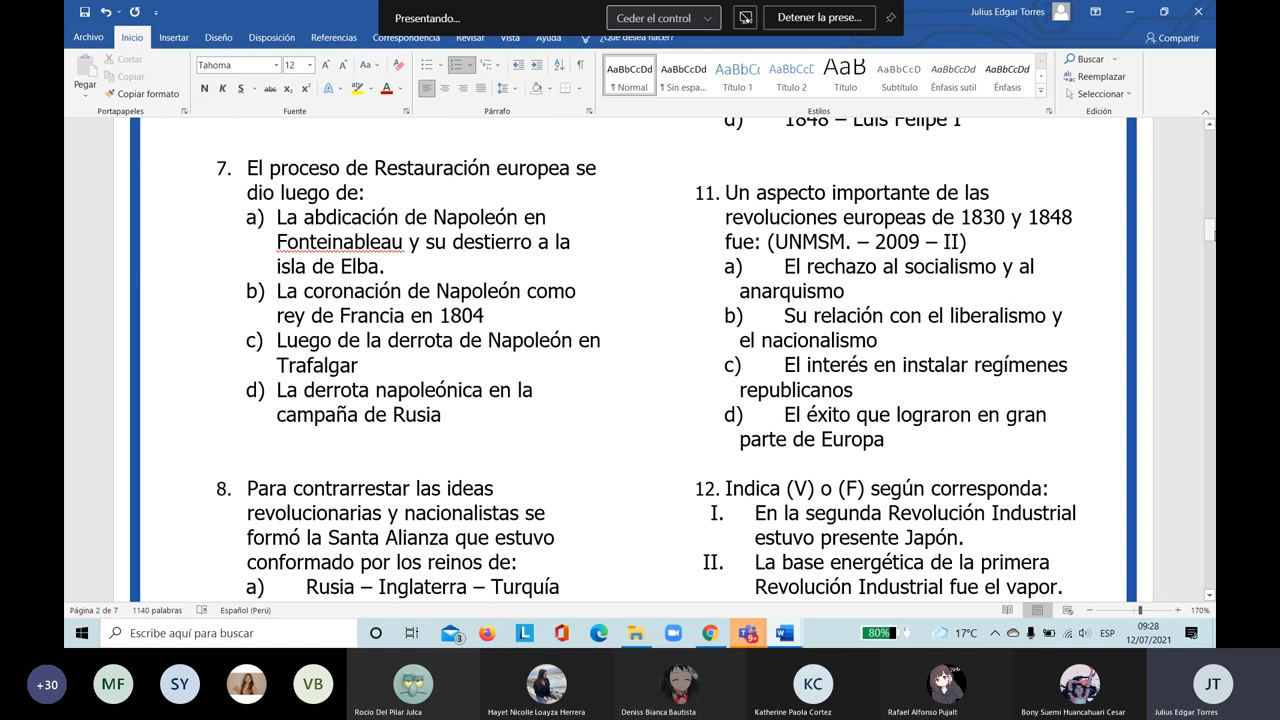 Presentando...
Ceder el control
Detener la prese...
Julius Edgar Torres
Archivo
Inicio
Insertar
Diseño
Disposición
Referencias
Correspondencia
Revisar
Vista
Ayuda
¿Qué desea hacer?
Compartir
Pegar
Cortar
Copiar
Copiar formato
Portapapeles
Tahoma
12
Fuente
Párrafo
AaBbCcDd
¶ Normal
AaBbCcDd
¶ Sin espa...
AaBbCc
Título 1
AaBbCcC
Título 2
AaB
Título
AaBbCcD
Subtítulo
AaBbCcDd
Énfasis sutil
AaBbCcDd
Énfasis
Estilos
Buscar
Reemplazar
Seleccionar
Edición
7. El proceso de Restauración europea se
dio luego de:
a) La abdicación de Napoleón en
Fonteinableau y su destierro a la
isla de Elba.
b) La coronación de Napoleón como
rey de Francia en 1804
c) Luego de la derrota de Napoleón en
Trafalgar
d) La derrota napoleónica en la
campaña de Rusia
8. Para contrarrestar las ideas
revolucionarias y nacionalistas se
formó la Santa Alianza que estuvo
conformado por los reinos de:
a) Rusia – Inglaterra – Turquía
d) 1848 – Luis Felipe I
11. Un aspecto importante de las
revoluciones europeas de 1830 y 1848
fue: (UNMSM. – 2009 – II)
a) El rechazo al socialismo y al
anarquismo
b) Su relación con el liberalismo y
el nacionalismo
c) El interés en instalar regímenes
republicanos
d) El éxito que lograron en gran
parte de Europa
12. Indica (V) o (F) según corresponda:
I. En la segunda Revolución Industrial
estuvo presente Japón.
II. La base energética de la primera
Revolución Industrial fue el vapor.
Página 2 de 7
1140 palabras
Español (Perú)
170%
Escribe aquí para buscar
3
9+
80%
17°C
ESP
09:28
12/07/2021
+30
MF
SY
VB
Rocio Del Pilar Julca
Hayet Nicolle Loayza Herrera
Deniss Bianca Bautista
KC
Katherine Paola Cortez
Rafael Alfonso Pujalt
Bony Suemi Huancahuari Cesar
JT
Julius Edgar Torres